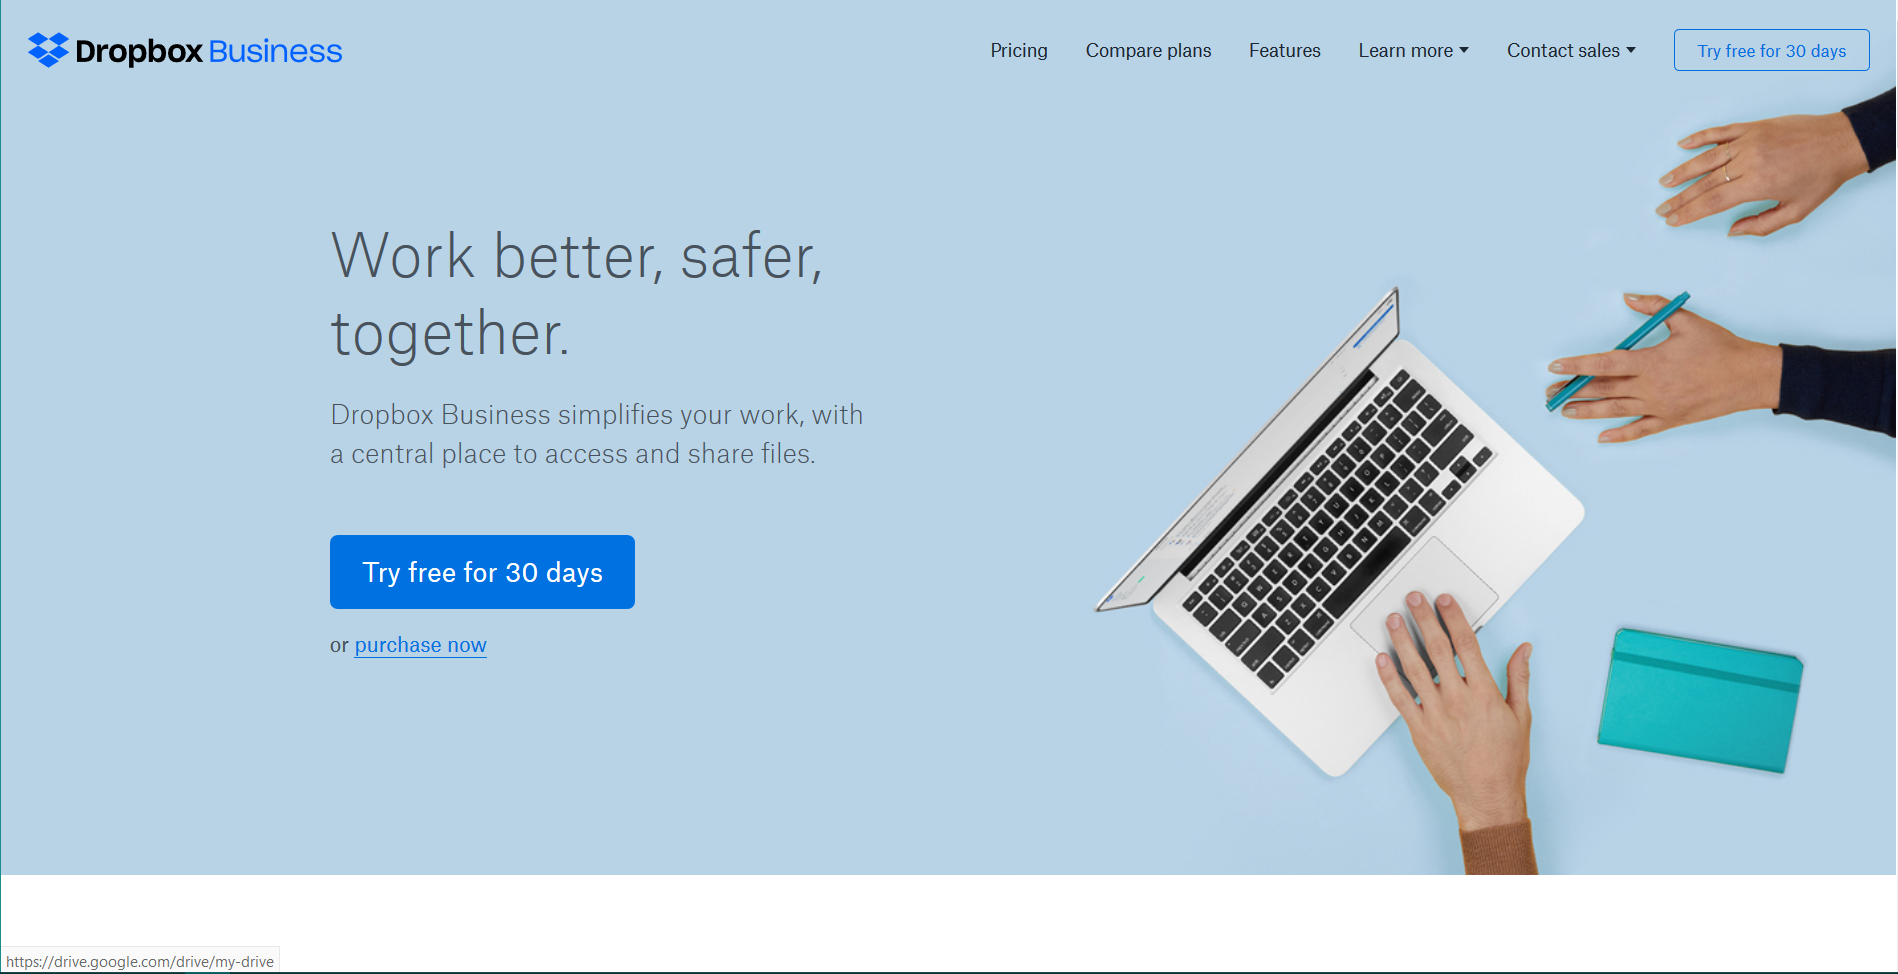 Dropbox Business
Pricing
Compare plans
Features
Learn more
Contact sales
Try free for 30 days
Work better, safer,
together.
Dropbox Business simplifies your work, with
a central place to access and share files.
Try free for 30 days
or purchase now
https://drive.google.com/drive/my-drive